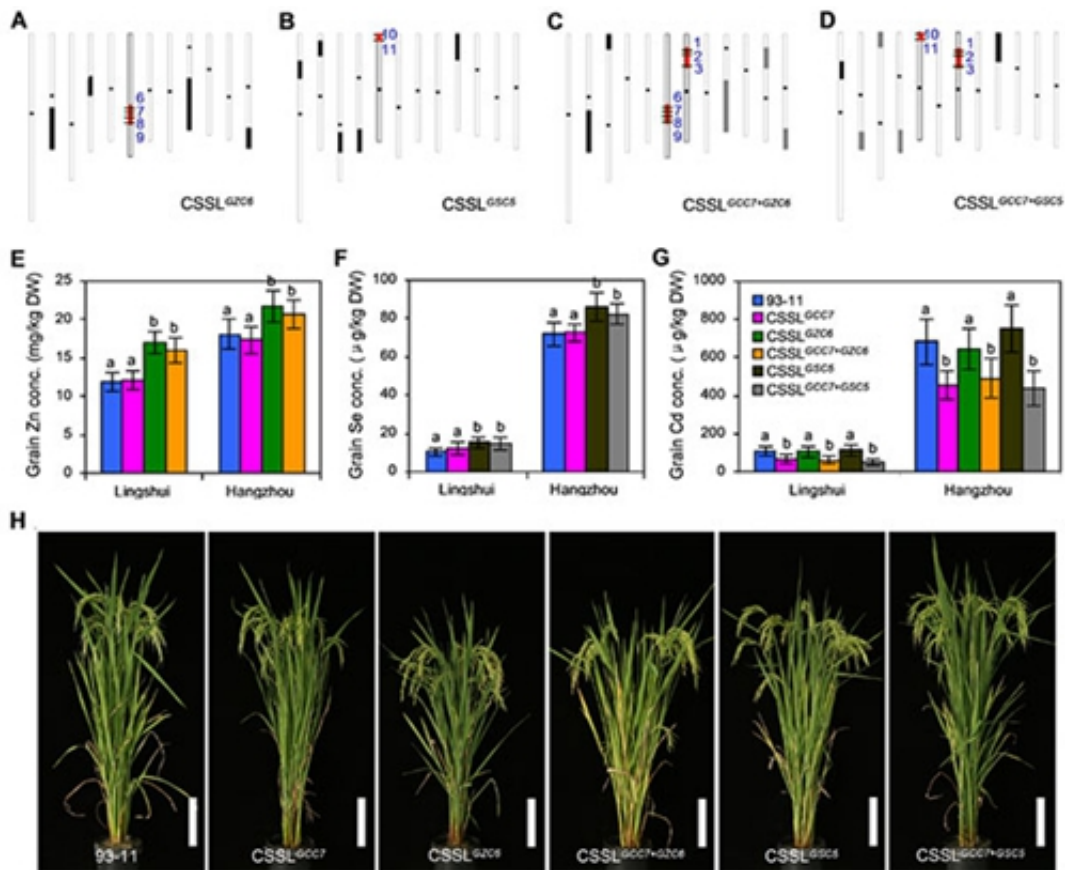 A
B
C
D
6
7
8
9
10
11
1
2
3
6
7
8
9
10
11
1
2
3
CSSL^GZC6
CSSL^GSC5
CSSL^GCC7+GZC6
CSSL^GCC7+GSC5
E
Grain Zn conc. (mg/kg DW)
25
20
15
10
5
0
a a b b
a a b b
Lingshui Hangzhou
F
Grain Se conc. ( μ g/kg DW)
100
80
60
40
20
0
a a b b
a a b b
Lingshui Hangzhou
G
Grain Cd conc. ( μ g/kg DW)
1000
800
600
400
200
0
93-11
CSSL^GCC7
CSSL^GZC6
CSSL^GCC7+GZC6
CSSL^GSC5
CSSL^GCC7+GSC5
a b a b a b
a b a b a b
Lingshui Hangzhou
H
93-11
CSSL^GCC7
CSSL^GZC6
CSSL^GCC7+GZC6
CSSL^GSC5
CSSL^GCC7+GSC5